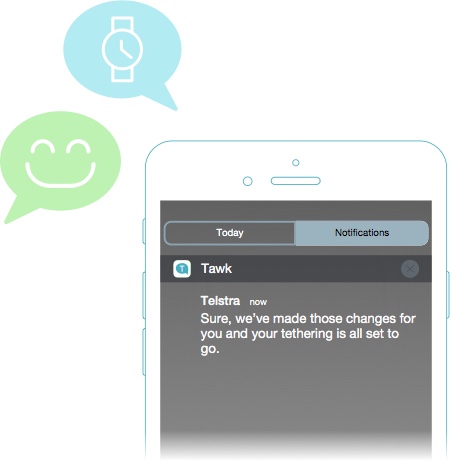 Today
Notifications
T
Tawk
Telstra now
Sure, we've made those changes for
you and your tethering is all set to
go.